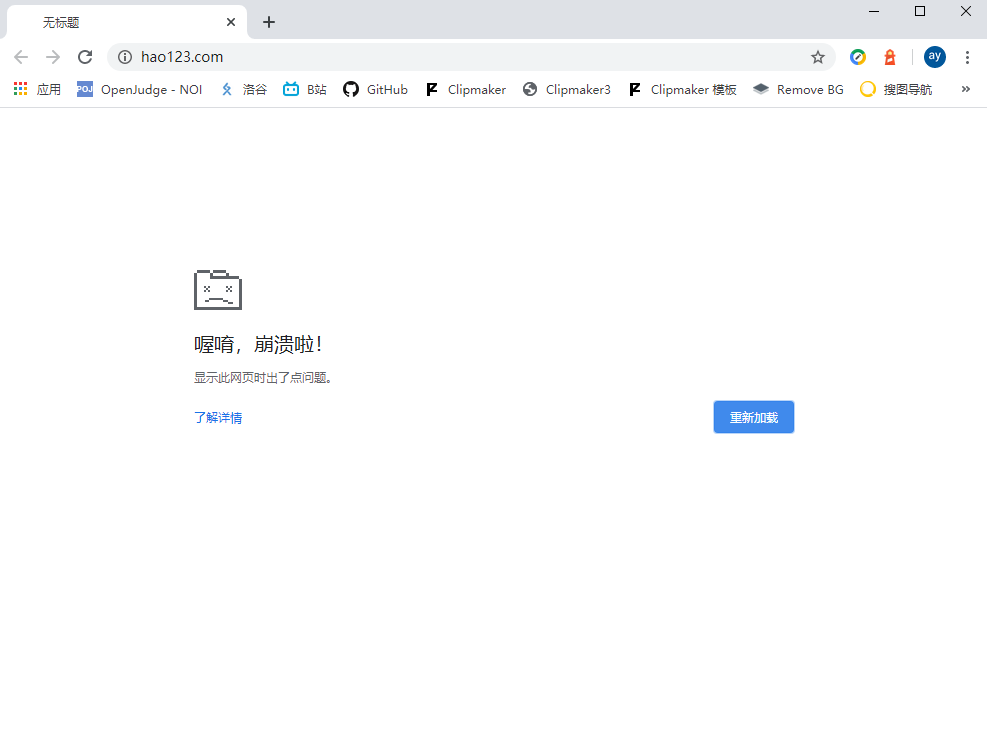 无标题
hao123.com
ay
应用 POJ OpenJudge - NOI 洛谷 B站 GitHub Clipmaker Clipmaker3 Clipmaker 模板 Remove BG 搜图导航 »
喔唷，崩溃啦！
显示此网页时出了点问题。
了解详情
重新加载